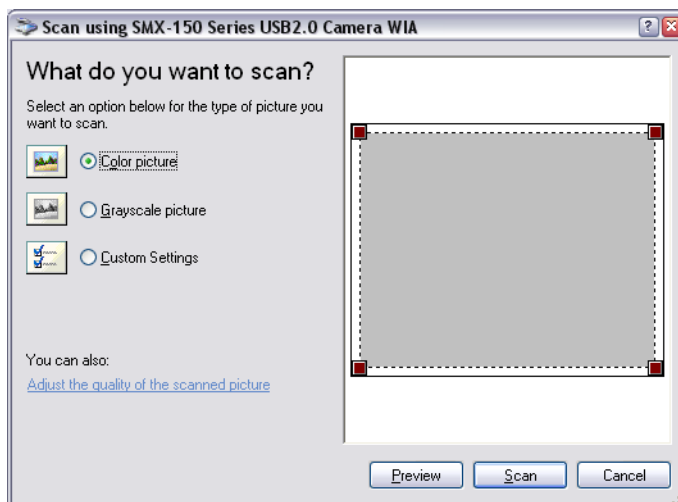 Scan using SMX-150 Series USB2.0 Camera WIA
What do you want to scan?
Select an option below for the type of picture you
want to scan.
Color picture
Grayscale picture
Custom Settings
You can also:
Adjust the quality of the scanned picture
Preview
Scan
Cancel